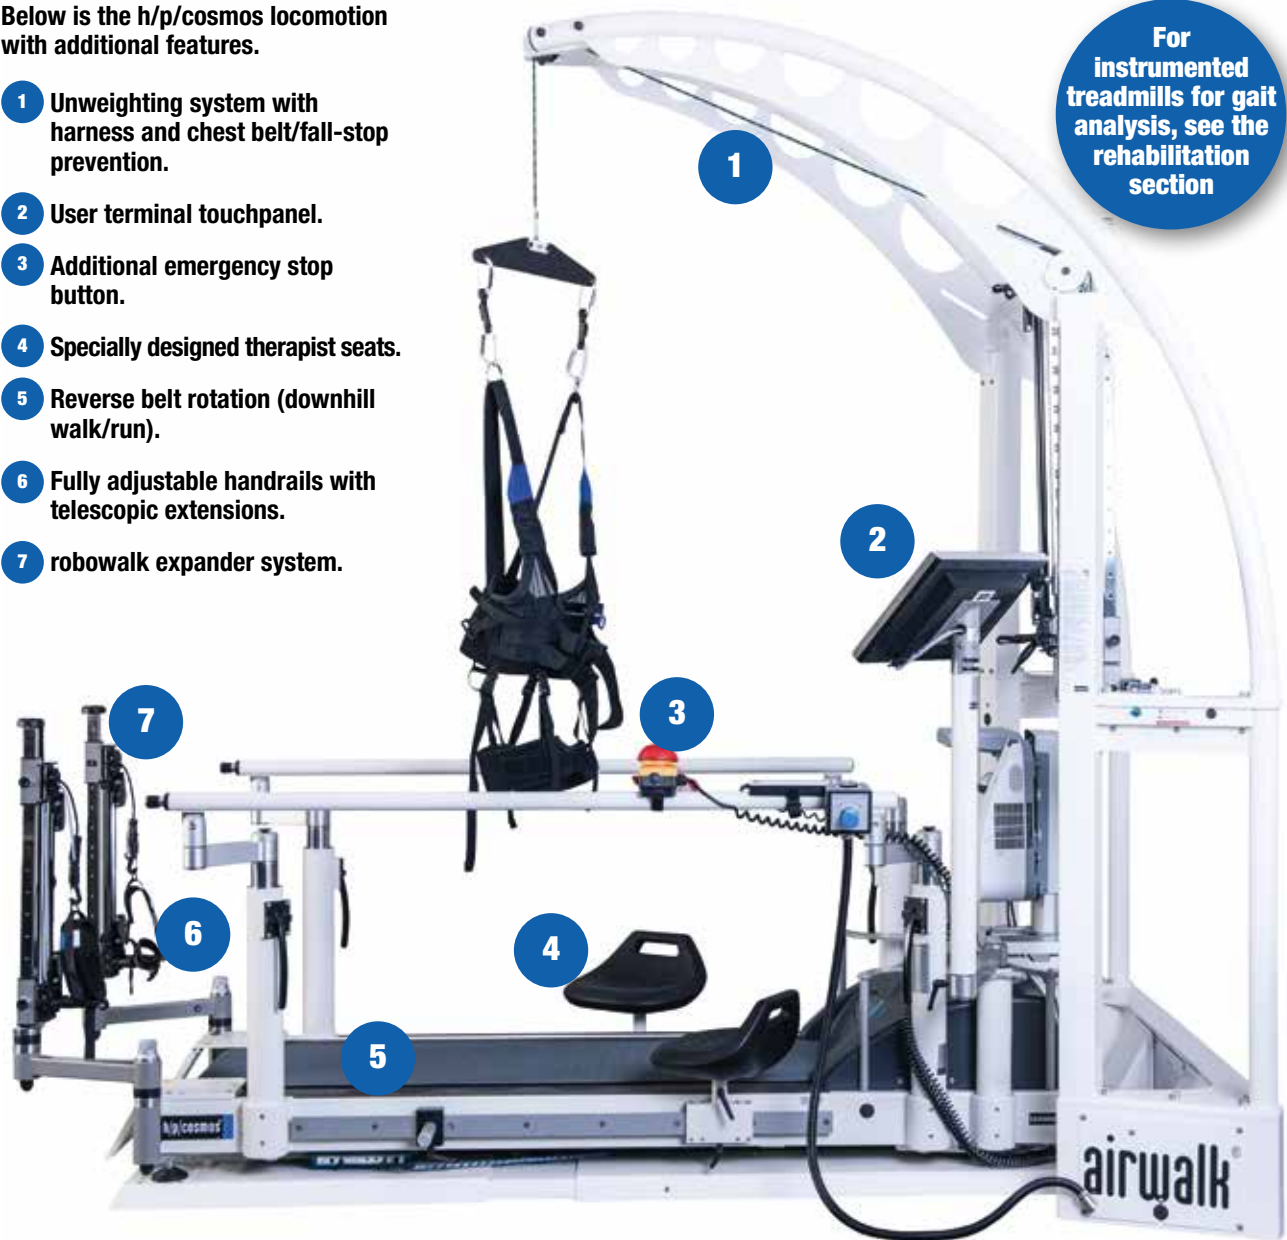 Below is the h/p/cosmos locomotion
with additional features.
1 Unweighting system with
harness and chest belt/fall-stop
prevention.
2 User terminal touchpanel.
3 Additional emergency stop
button.
4 Specially designed therapist seats.
5 Reverse belt rotation (downhill
walk/run).
6 Fully adjustable handrails with
telescopic extensions.
7 robowalk expander system.
For
instrumented
treadmills for gait
analysis, see the
rehabilitation
section
1
2
3
7
6
4
5
h/p/cosmos
airwalk